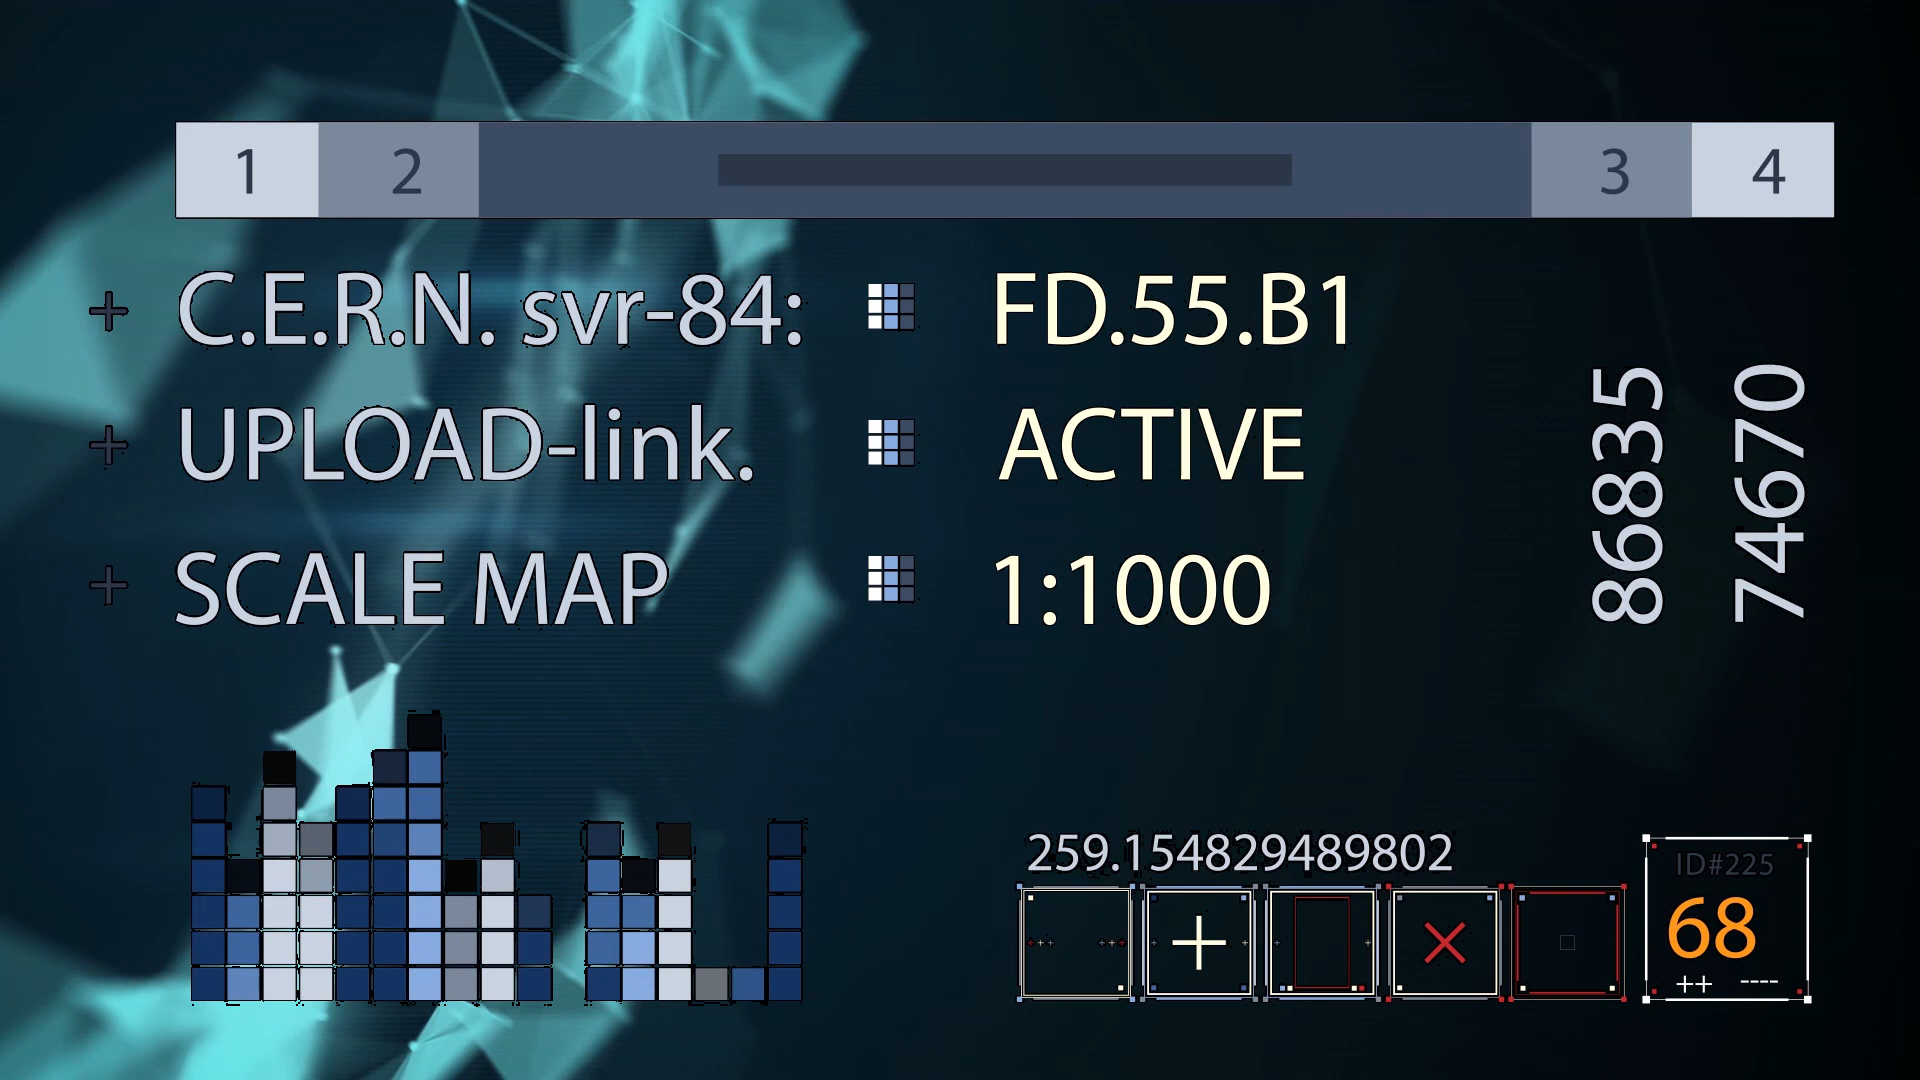 1 2 3 4
C.E.R.N. svr-84: FD.55.B1
UPLOAD-link. ACTIVE
SCALE MAP 1:1000
86835
74670
259.154829489802
ID#225
68
++ ----